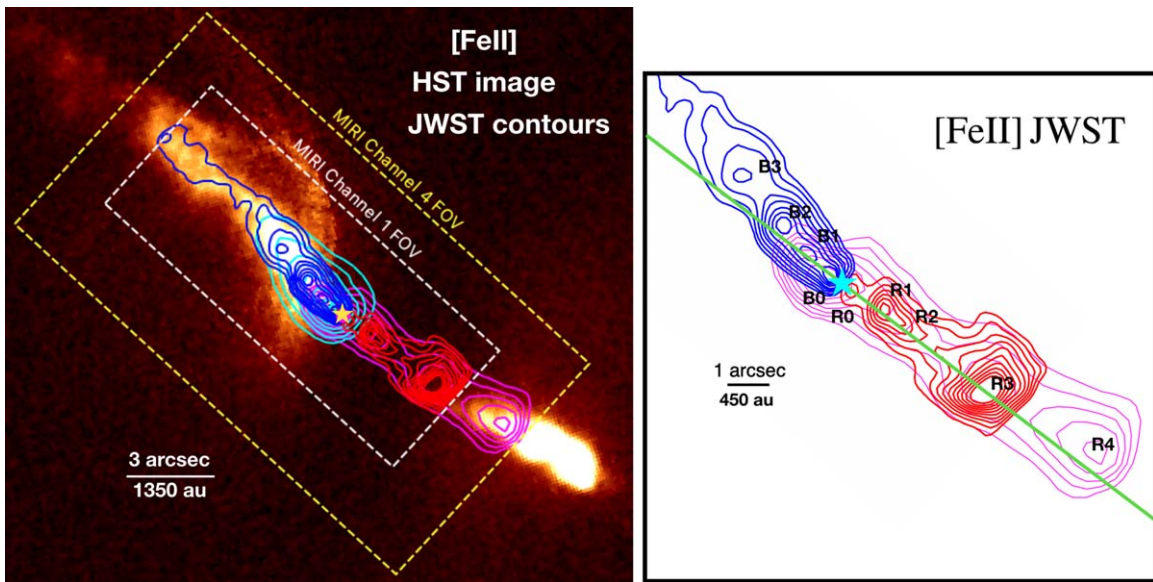 [FeII]
HST image
JWST contours
MIRI Channel 4 FOV
MIRI Channel 1 FOV
3 arcsec
1350 au
[FeII] JWST
B3
B2
B1
B0
R0
R1
R2
R3
R4
1 arcsec
450 au